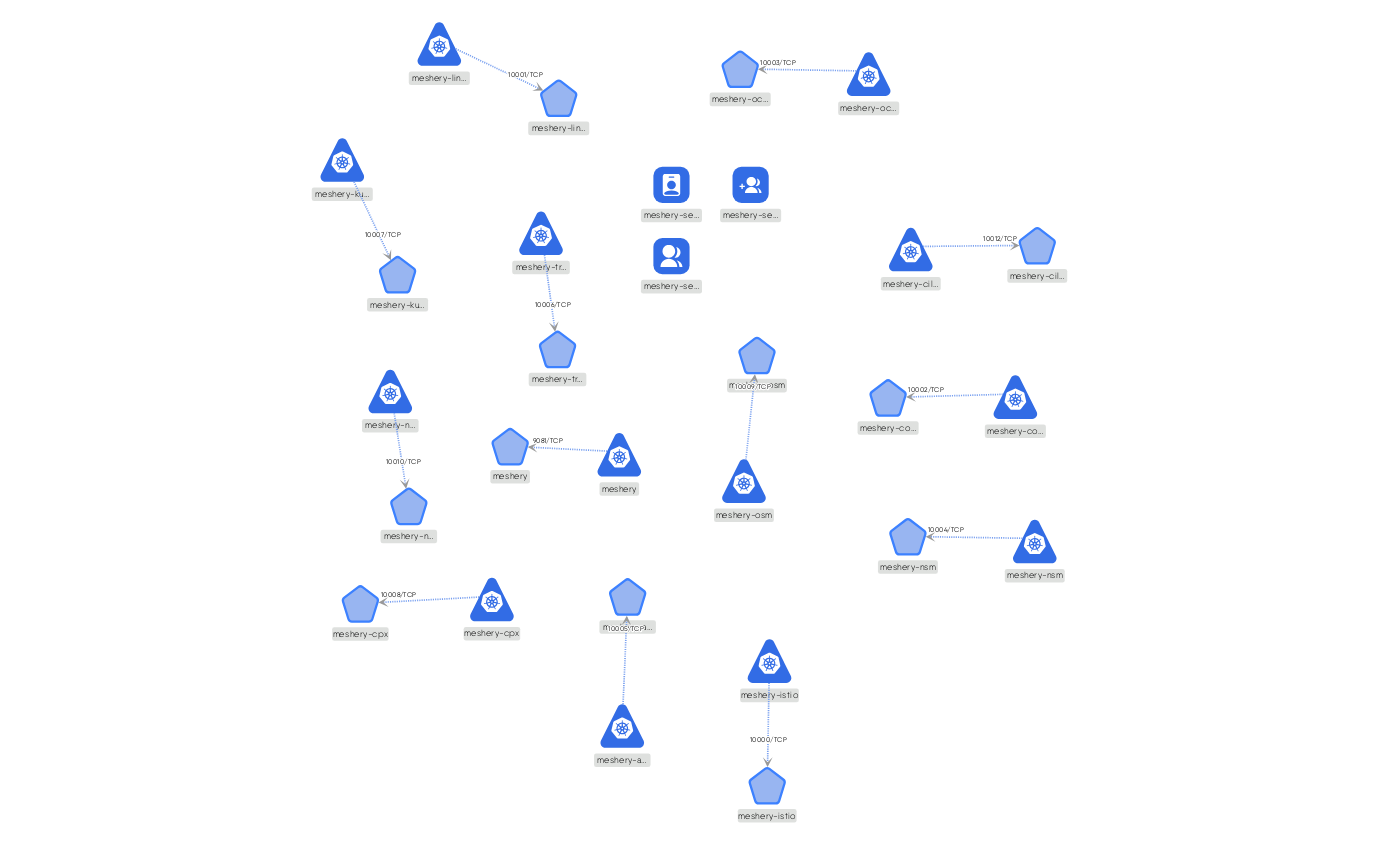 meshery-lin...
10001/TCP
meshery-lin...
10003/TCP
meshery-oc...
meshery-oc...
meshery-ku...
10007/TCP
meshery-ku...
meshery-tr...
10006/TCP
meshery-tr...
meshery-se...
meshery-se...
meshery-se...
10012/TCP
meshery-cil...
meshery-cil...
10009/TCP
meshery-osm
10002/TCP
meshery-co...
meshery-co...
meshery-n...
10010/TCP
meshery-n...
9081/TCP
meshery
meshery
10004/TCP
meshery-nsm
meshery-nsm
10008/TCP
meshery-cpx
meshery-cpx
10005/TCP
meshery-a...
meshery-istio
10000/TCP
meshery-istio